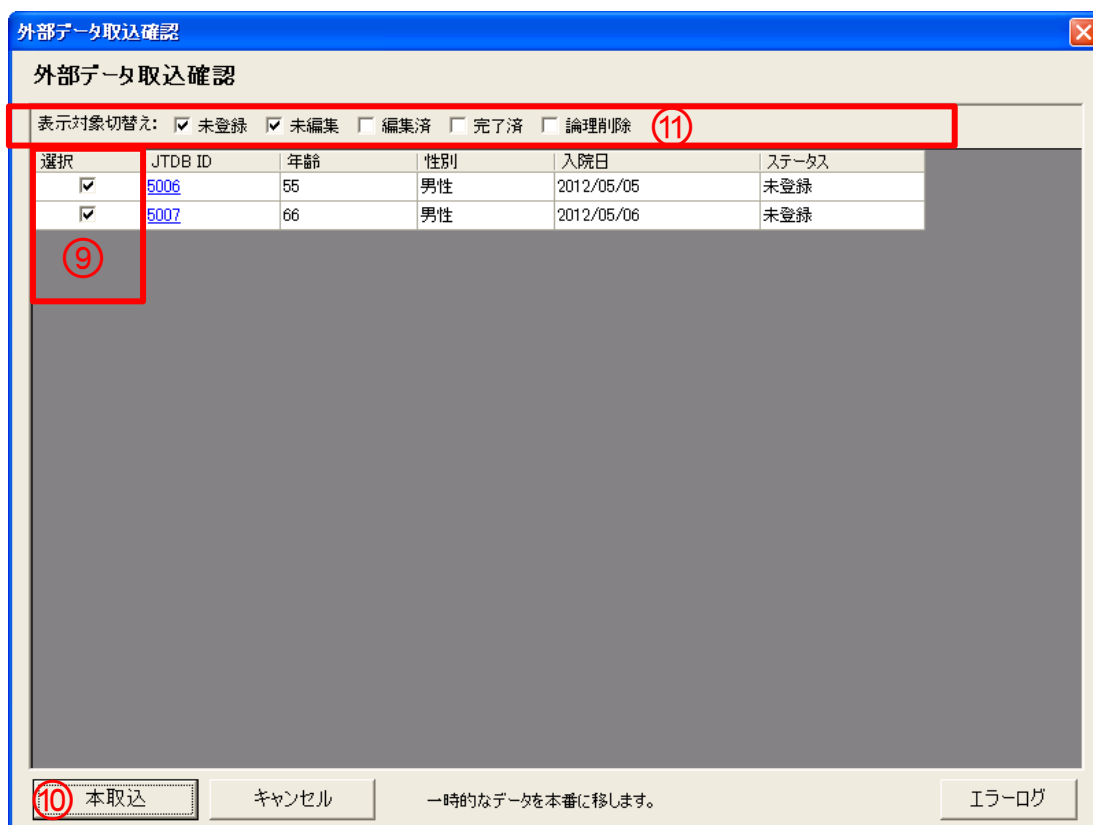 外部データ取込確認
外部データ取込確認
表示対象切替え: 未登録 未編集 編集済 完了済 論理削除 ⑪
選択 JTDB ID 年齢 性別 入院日 ステータス
5006 55 男性 2012/05/05 未登録
5007 66 男性 2012/05/06 未登録
⑨
⑩ 本取込 キャンセル 一時的なデータを本番に移します。 エラーログ